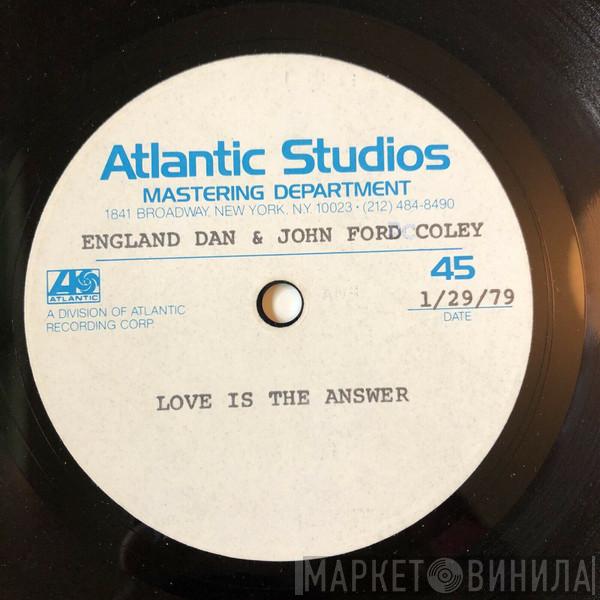 Atlantic Studios
MASTERING DEPARTMENT
1841 BROADWAY, NEW YORK, N.Y. 10023 • (212) 484-8490
ENGLAND DAN & JOHN FORD COLEY
45
ATLANTIC
1/29/79
A DIVISION OF ATLANTIC
DATE
RECORDING CORP
LOVE IS THE ANSWER
МАРКЕТ ВИНИЛА